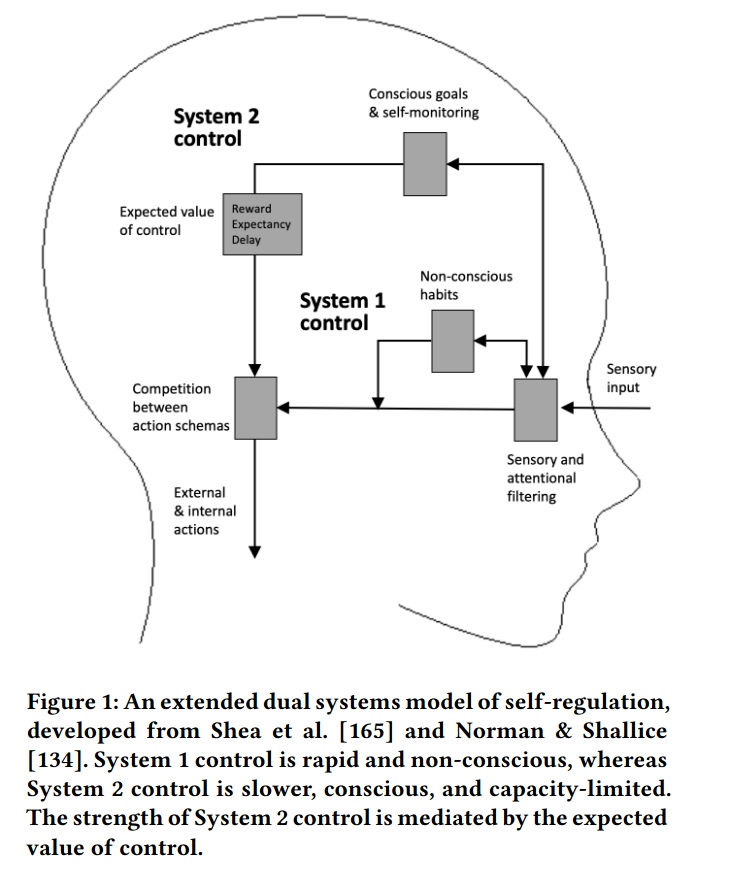 Conscious goals
& self-monitoring
System 2
control
Expected value
of control
Reward
Expectancy
Delay
Non-conscious
habits
System 1
control
Sensory
input
Competition
between
action schemas
Sensory and
attentional
filtering
External
& internal
actions
Figure 1: An extended dual systems model of self-regulation,
developed from Shea et al. [165] and Norman & Shallice
[134]. System 1 control is rapid and non-conscious, whereas
System 2 control is slower, conscious, and capacity-limited.
The strength of System 2 control is mediated by the expected
value of control.